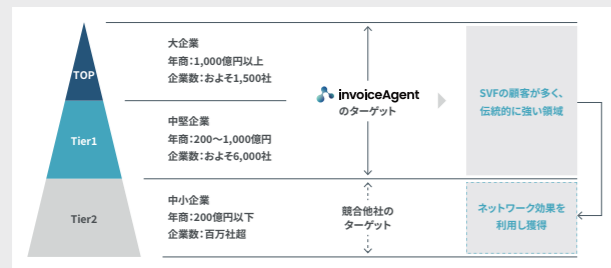 TOP
大企業
年商：1,000億円以上
企業数：およそ1,500社
Tier1
中堅企業
年商：200〜1,000億円
企業数：およそ6,000社
Tier2
中小企業
年商：200億円以下
企業数：百万社超
invoiceAgent
のターゲット
競合他社の
ターゲット
SVFの顧客が多く、
伝統的に強い領域
ネットワーク効果を
利用し獲得